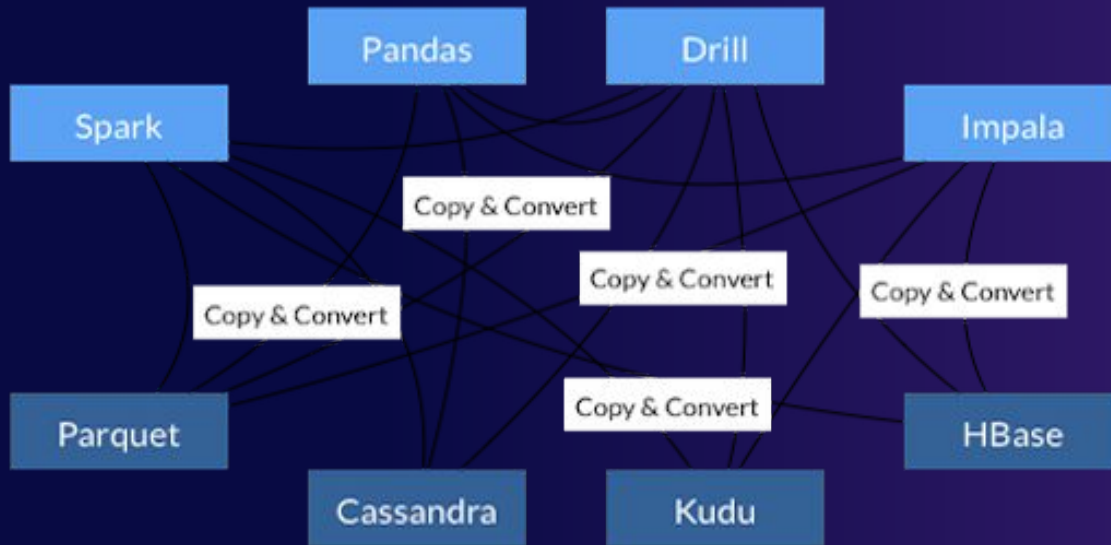 Pandas
Drill
Spark
Impala
Copy & Convert
Copy & Convert
Copy & Convert
Copy & Convert
Copy & Convert
Parquet
HBase
Cassandra
Kudu